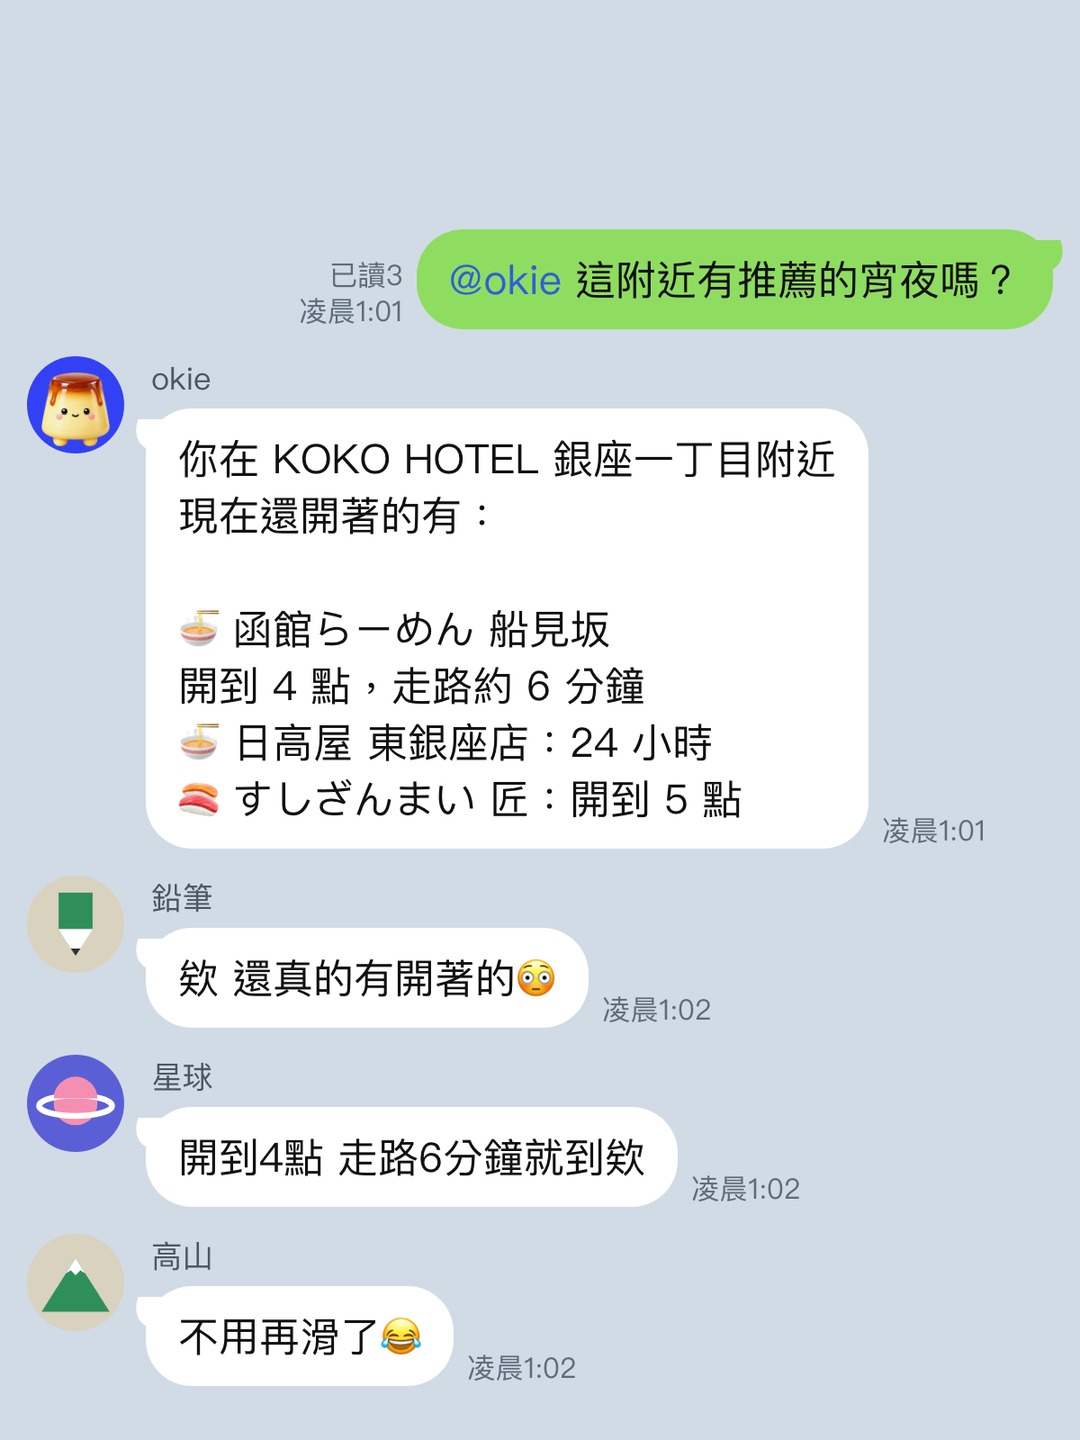 已讀3
凌晨1:01
@okie 這附近有推薦的宵夜嗎？
okie
你在 KOKO HOTEL 銀座一丁目附近
現在還開著的有：
🍜 函館らーめん 船見坂
開到 4 點，走路約 6 分鐘
🍜 日高屋 東銀座店：24 小時
🍣 すしざんまい 匠：開到 5 點
凌晨1:01
鉛筆
欸 還真的有開著的😳
凌晨1:02
星球
開到4點 走路6分鐘就到欸
凌晨1:02
高山
不用再滑了😂
凌晨1:02